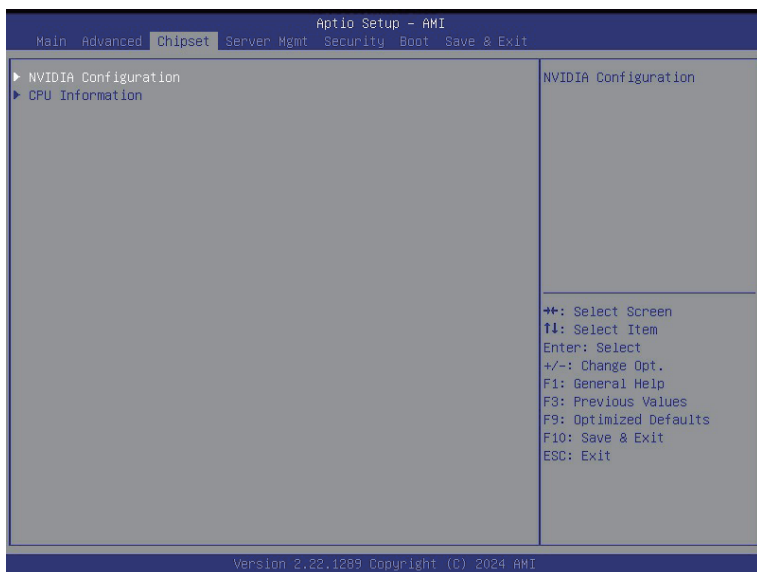 Aptio Setup – AMI
Main Advanced Chipset Server Mgmt Security Boot Save & Exit
NVIDIA Configuration
CPU Information
NVIDIA Configuration
→←: Select Screen
↑↓: Select Item
Enter: Select
+/-: Change Opt.
F1: General Help
F3: Previous Values
F9: Optimized Defaults
F10: Save & Exit
ESC: Exit
Version 2.22.1289 Copyright (C) 2024 AMI